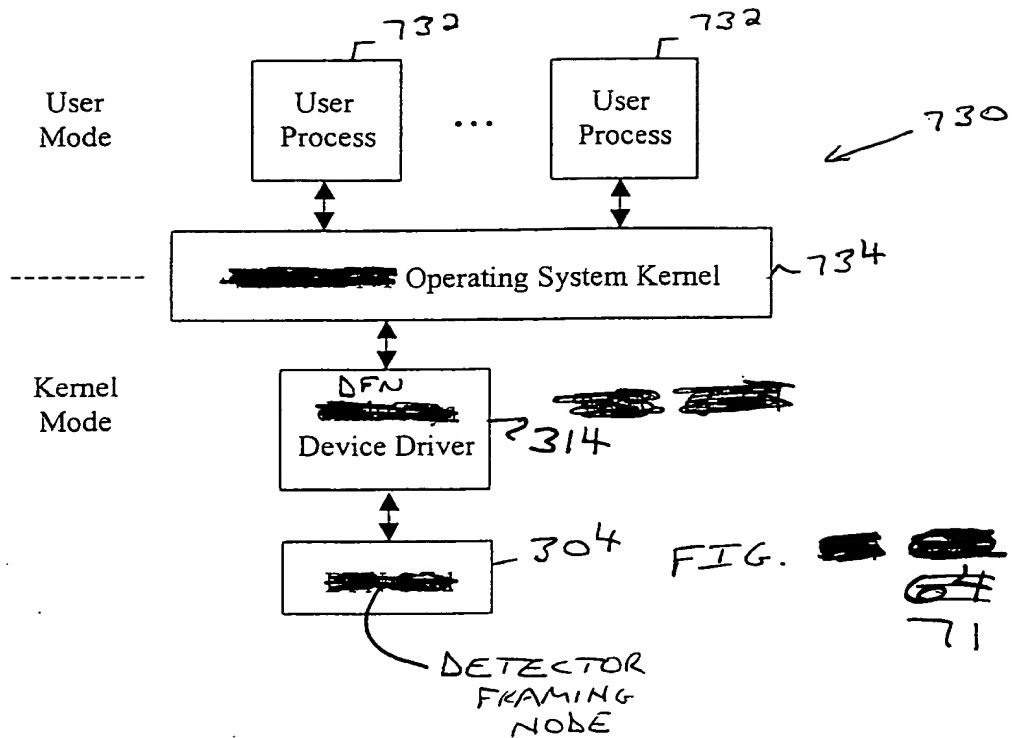 732
732
User
Mode
User
Process
...
User
Process
730
Operating System Kernel
734
Kernel
Mode
DFN
Device Driver
314
304
FIG.
64
71
DETECTOR
FRAMING
NODE